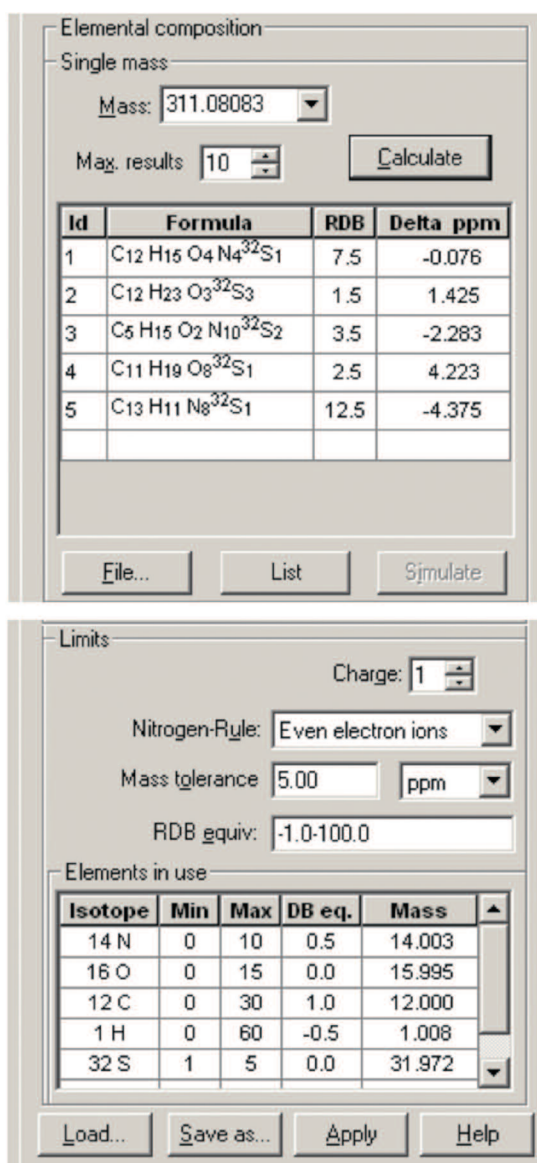 Elemental composition
Single mass
Mass: 311.08083
Max. results 10 Calculate
Id Formula RDB Delta ppm
1 C12 H15 O4 N4 32S1 7.5 -0.076
2 C12 H23 O3 32S3 1.5 1.425
3 C5 H15 O2 N10 32S2 3.5 -2.283
4 C11 H19 O8 32S1 2.5 4.223
5 C13 H11 N8 32S1 12.5 -4.375
File... List Simulate
Limits
Charge: 1
Nitrogen-Rule: Even electron ions
Mass tolerance 5.00 ppm
RDB equiv: -1.0-100.0
Elements in use
Isotope Min Max DB eq. Mass
14 N 0 10 0.5 14.003
16 O 0 15 0.0 15.995
12 C 0 30 1.0 12.000
1 H 0 60 -0.5 1.008
32 S 1 5 0.0 31.972
Load... Save as... Apply Help